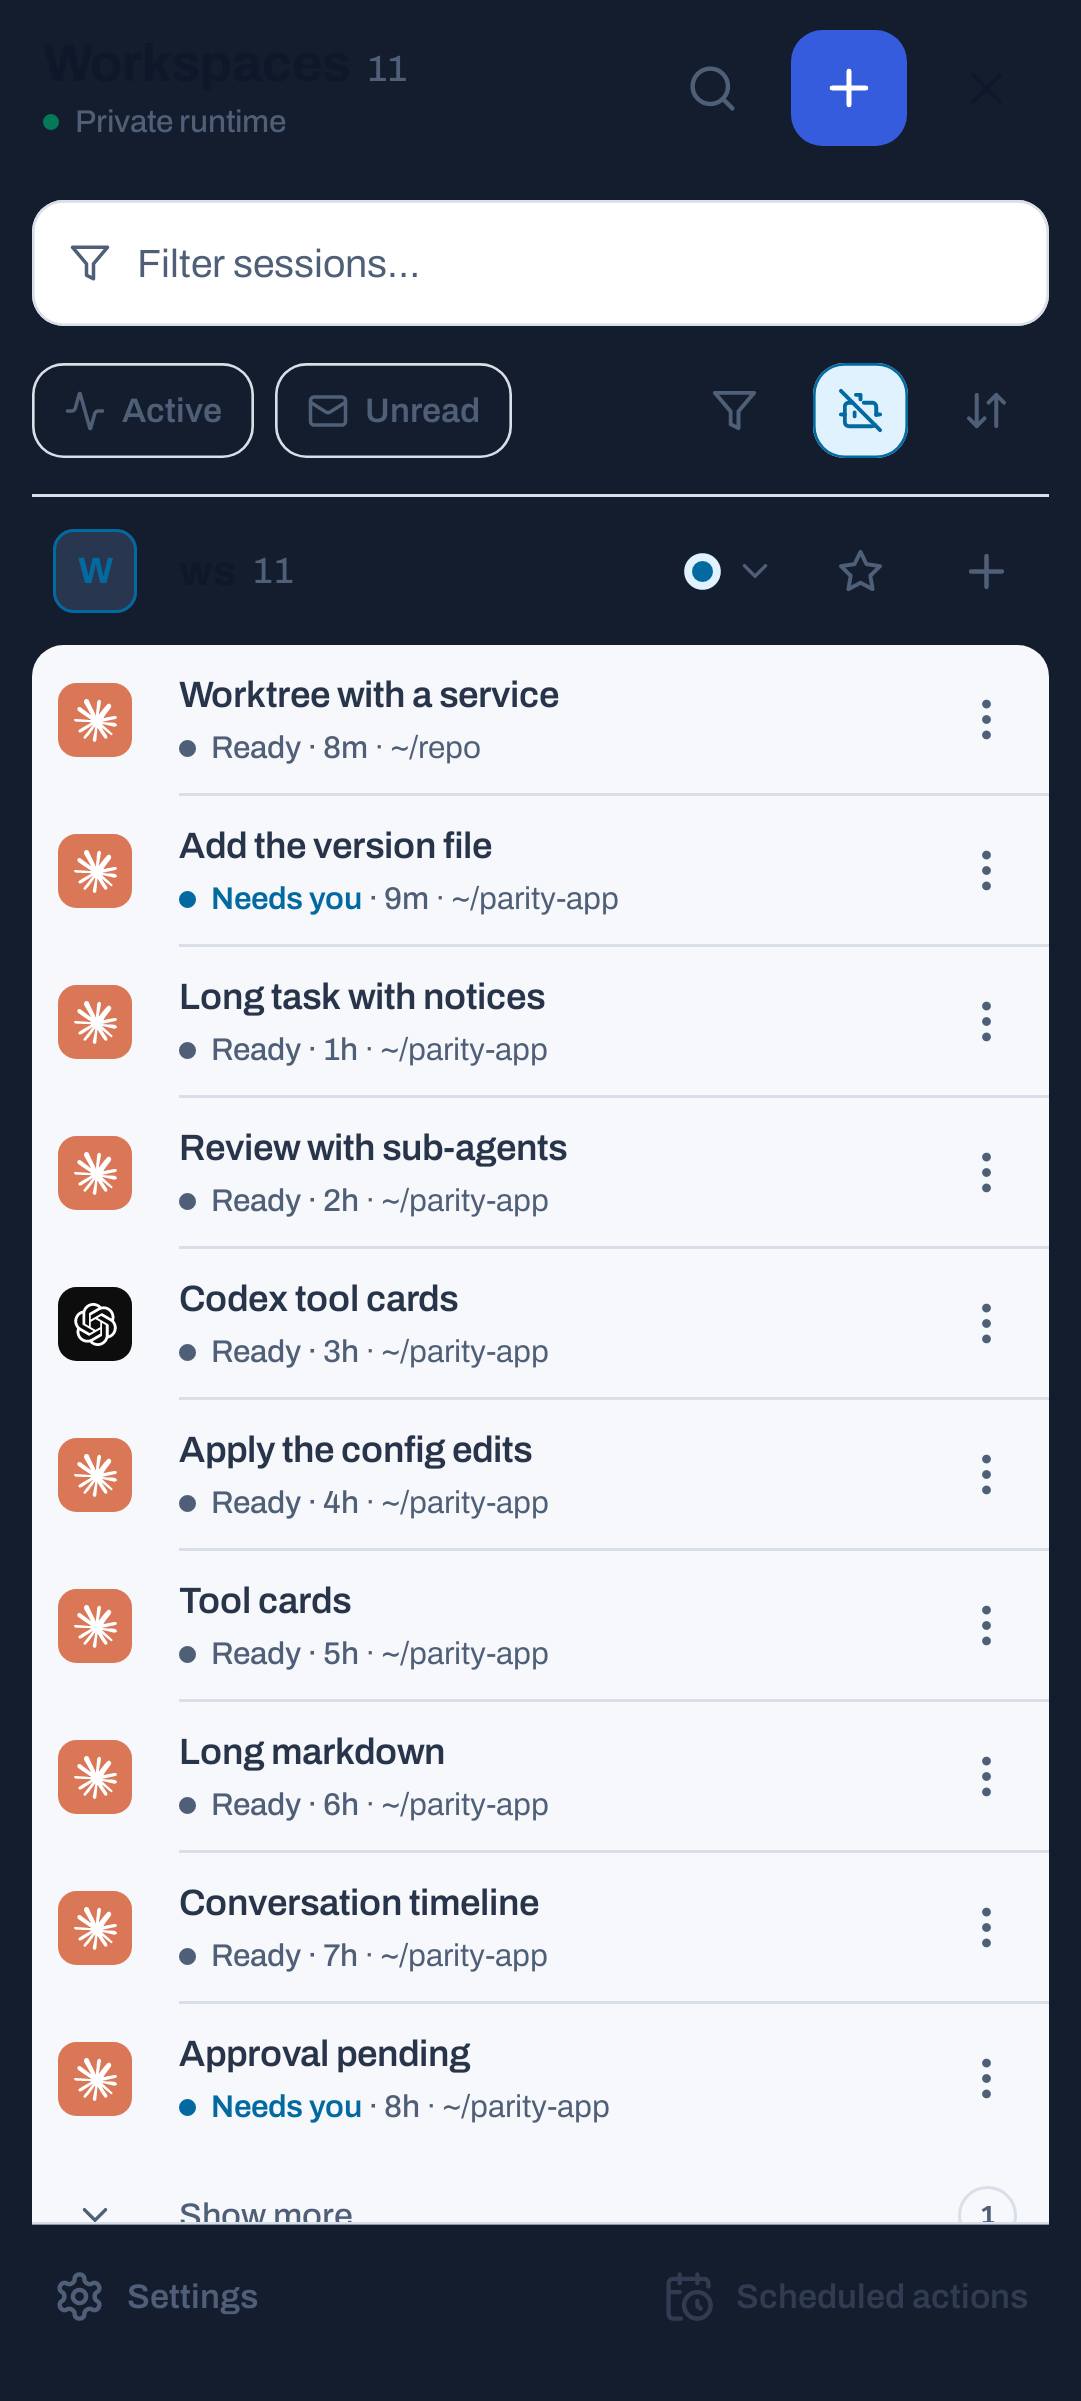 Workspaces 11
Private runtime
Filter sessions...
Active
Unread
W
ws 11
Worktree with a service
Ready · 8m · ~/repo
Add the version file
Needs you · 9m · ~/parity-app
Long task with notices
Ready · 1h · ~/parity-app
Review with sub-agents
Ready · 2h · ~/parity-app
Codex tool cards
Ready · 3h · ~/parity-app
Apply the config edits
Ready · 4h · ~/parity-app
Tool cards
Ready · 5h · ~/parity-app
Long markdown
Ready · 6h · ~/parity-app
Conversation timeline
Ready · 7h · ~/parity-app
Approval pending
Needs you · 8h · ~/parity-app
Show more 1
Settings
Scheduled actions